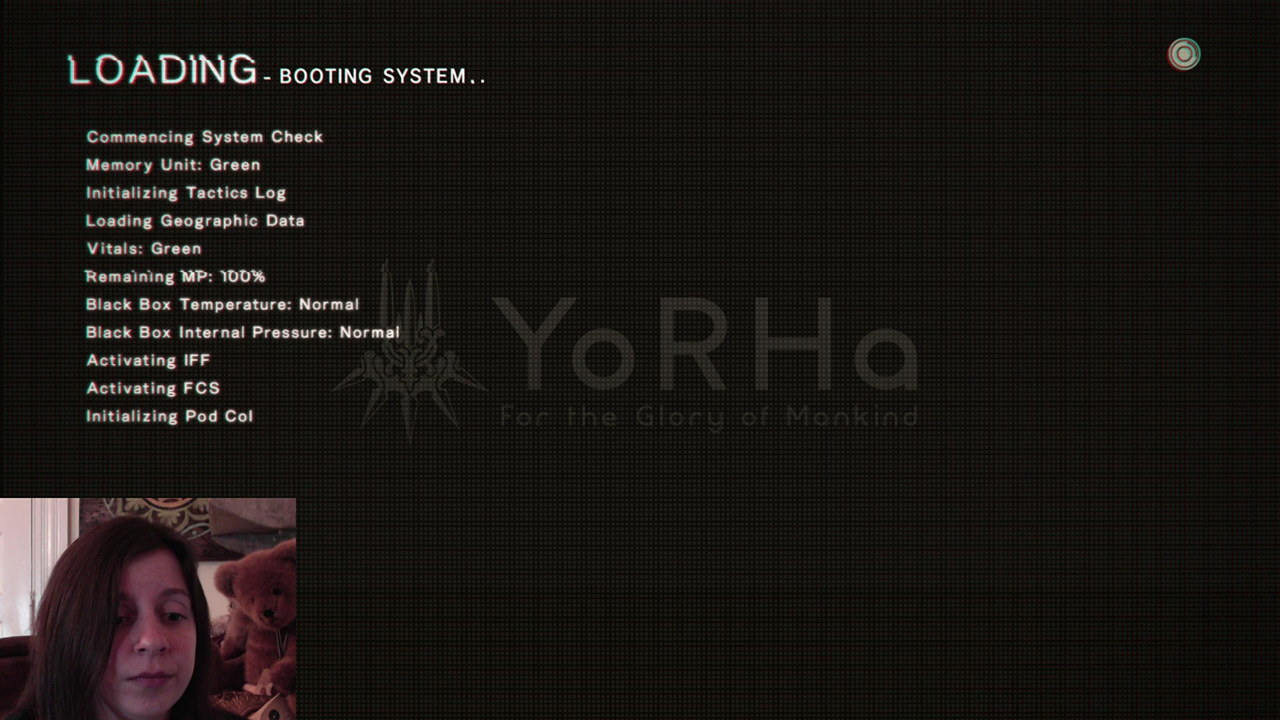 LOADING - BOOTING SYSTEM..
Commencing System Check
Memory Unit: Green
Initializing Tactics Log
Loading Geographic Data
Vitals: Green
Remaining MP: 100%
Black Box Temperature: Normal
Black Box Internal Pressure: Normal
Activating IFF
Activating FCS
Initializing Pod Col
YoRHa
For the Glory of Mankind